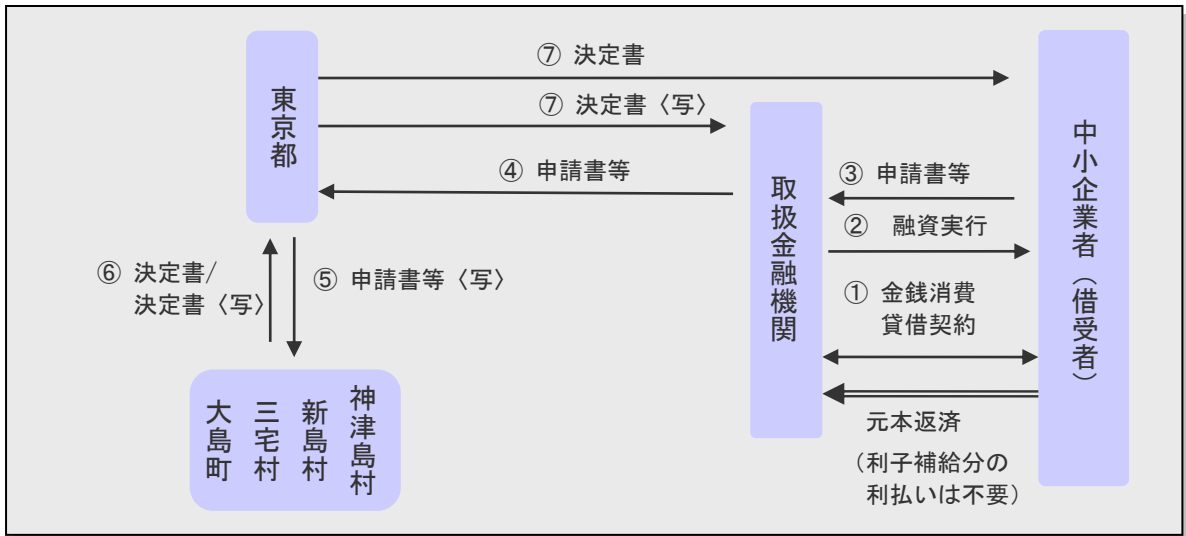 ⑦ 決定書
⑦ 決定書〈写〉
東京都
④ 申請書等
③ 申請書等
② 融資実行
① 金銭消費
貸借契約
取扱金融機関
中小企業者(借受者)
⑥ 決定書/
決定書〈写〉
⑤ 申請書等〈写〉
大島町
三宅村
新島村
神津島村
元本返済
(利子補給分の
利払いは不要)